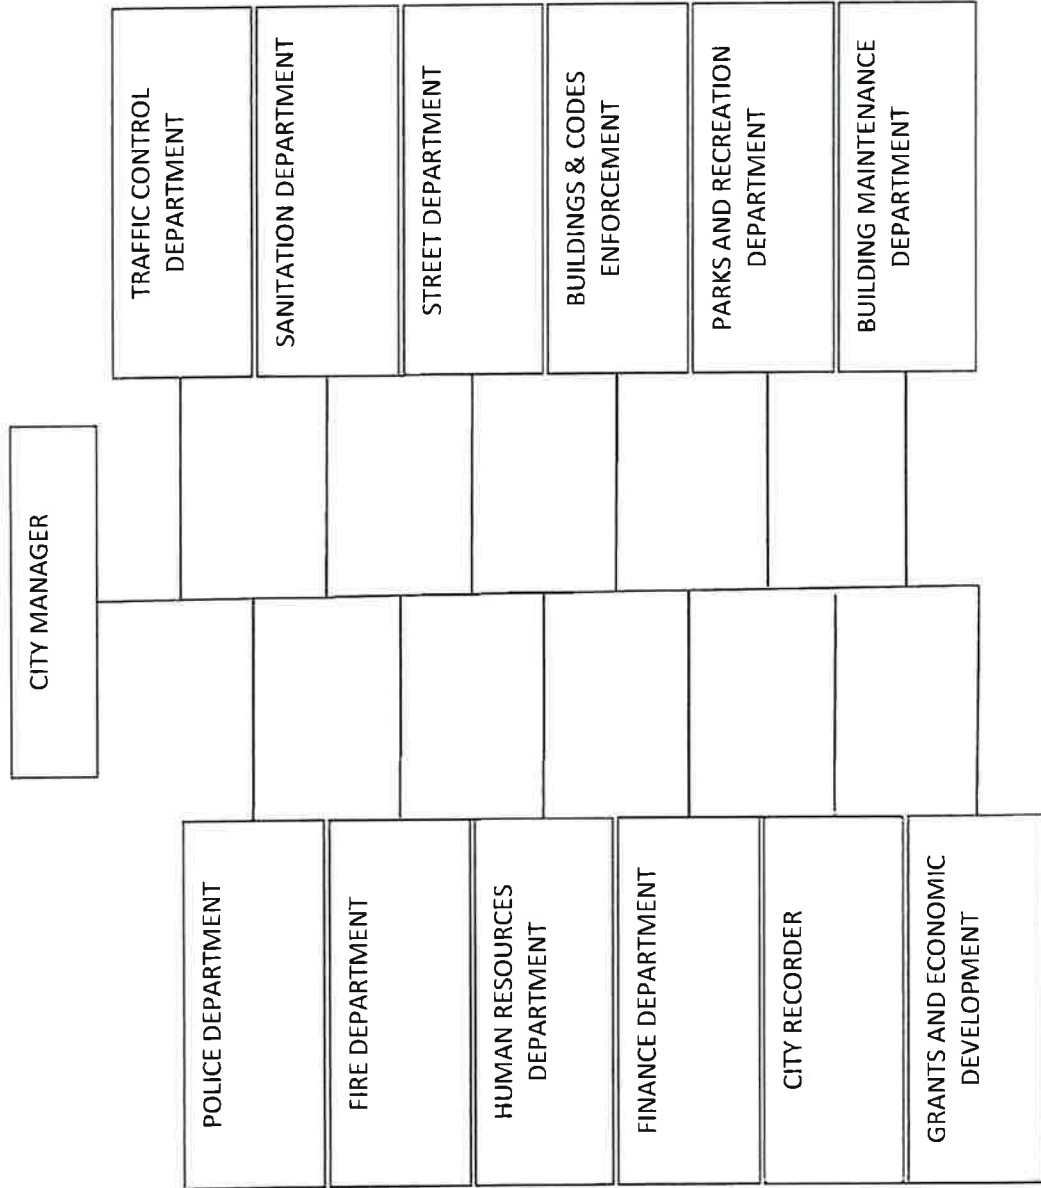 CITY MANAGER
POLICE DEPARTMENT
FIRE DEPARTMENT
HUMAN RESOURCES
DEPARTMENT
FINANCE DEPARTMENT
CITY RECORDER
GRANTS AND ECONOMIC
DEVELOPMENT
TRAFFIC CONTROL
DEPARTMENT
SANITATION DEPARTMENT
STREET DEPARTMENT
BUILDINGS & CODES
ENFORCEMENT
PARKS AND RECREATION
DEPARTMENT
BUILDING MAINTENANCE
DEPARTMENT